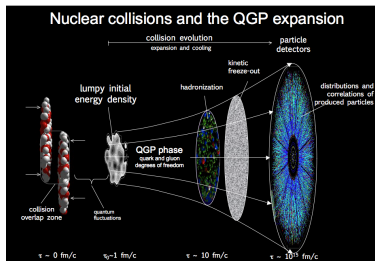 Nuclear collisions and the QGP expansion
collision evolution
expansion and cooling
particle
detectors
kinetic
freeze-out
hadronization
lumpy initial
energy density
distributions and
correlations of
produced particles
QGP phase
quark and gluon
degrees of freedom
collision
overlap zone
quantum
fluctuations
τ ~ 0 fm/c
τ₀~1 fm/c
τ ~ 10 fm/c
τ ~ 10¹⁵ fm/c